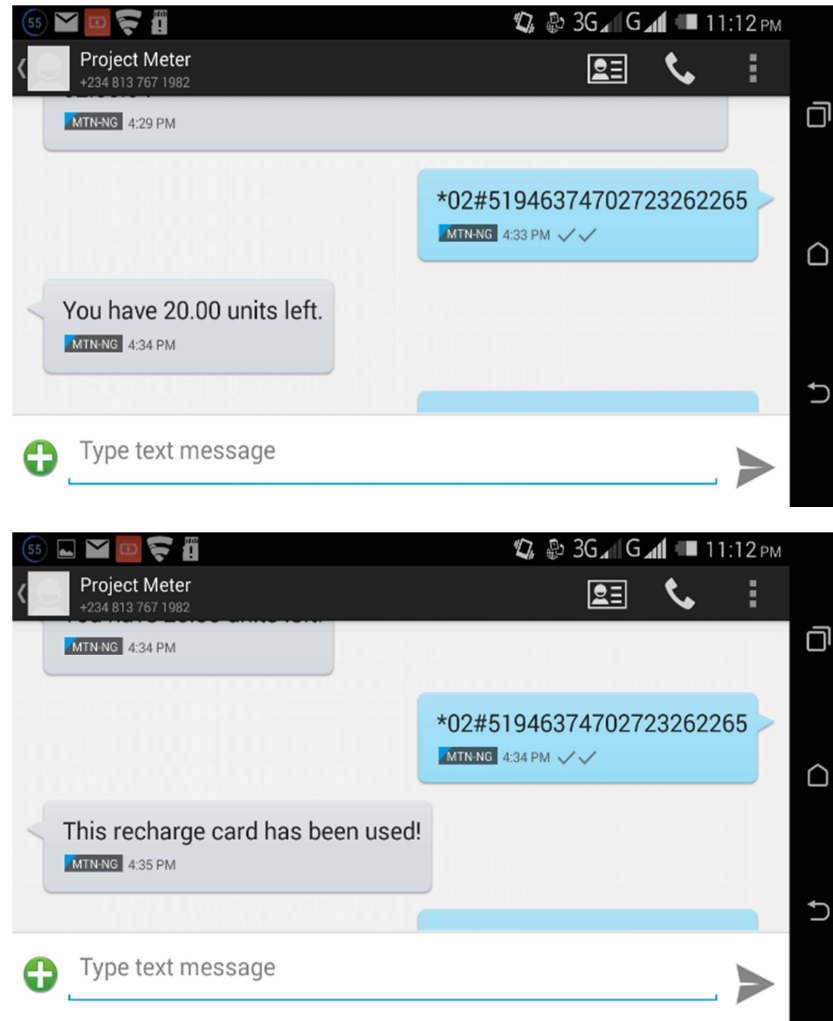 55 3G G 11:12 PM
Project Meter
+234 813 767 1982
MTN-NG 4:29 PM
*02#51946374702723262265
MTN-NG 4:33 PM
You have 20.00 units left.
MTN-NG 4:34 PM
Type text message
55 3G G 11:12 PM
Project Meter
+234 813 767 1982
MTN-NG 4:34 PM
*02#51946374702723262265
MTN-NG 4:34 PM
This recharge card has been used!
MTN-NG 4:35 PM
Type text message